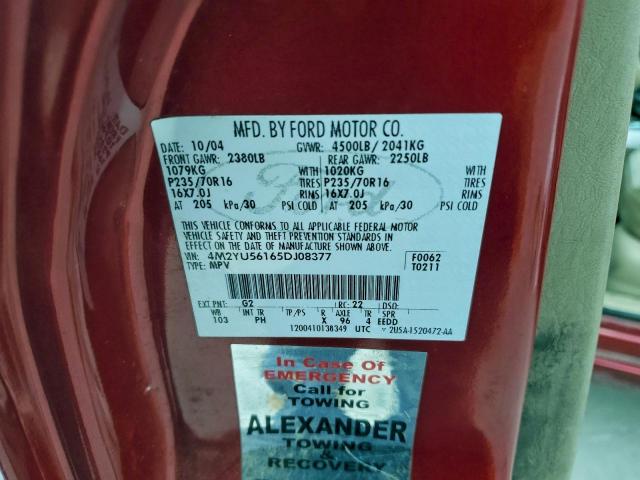 MFD. BY FORD MOTOR CO.
DATE: 10/04 GVWR: 4500LB/ 2041KG
FRONT GAWR: 2380LB REAR GAWR: 2250LB
1079KG WITH 1020KG WITH
P235/70R16 TIRES P235/70R16 TIRES
16X7.0J RIMS 16X7.0J RIMS
AT 205 kPa/30 PSI COLD AT 205 kPa/30 PSI COLD
Ford
THIS VEHICLE CONFORMS TO ALL APPLICABLE FEDERAL MOTOR
VEHICLE SAFETY AND THEFT PREVENTION STANDARDS IN
EFFECT ON THE DATE OF MANUFACTURE SHOWN ABOVE.
VIN: 4M2YU56165DJ08377 F0062
TYPE: MPV T0211
EXT PNT: G2 RC: 22 DSO:
WB INT TR TP/PS R AXLE TR SPR
103 PH X 96 4 EEDD
1200410138349 UTC 2U5A-1520472-AA
In Case Of
EMERGENCY
Call for
TOWING
ALEXANDER
TOWING
&
RECOVERY